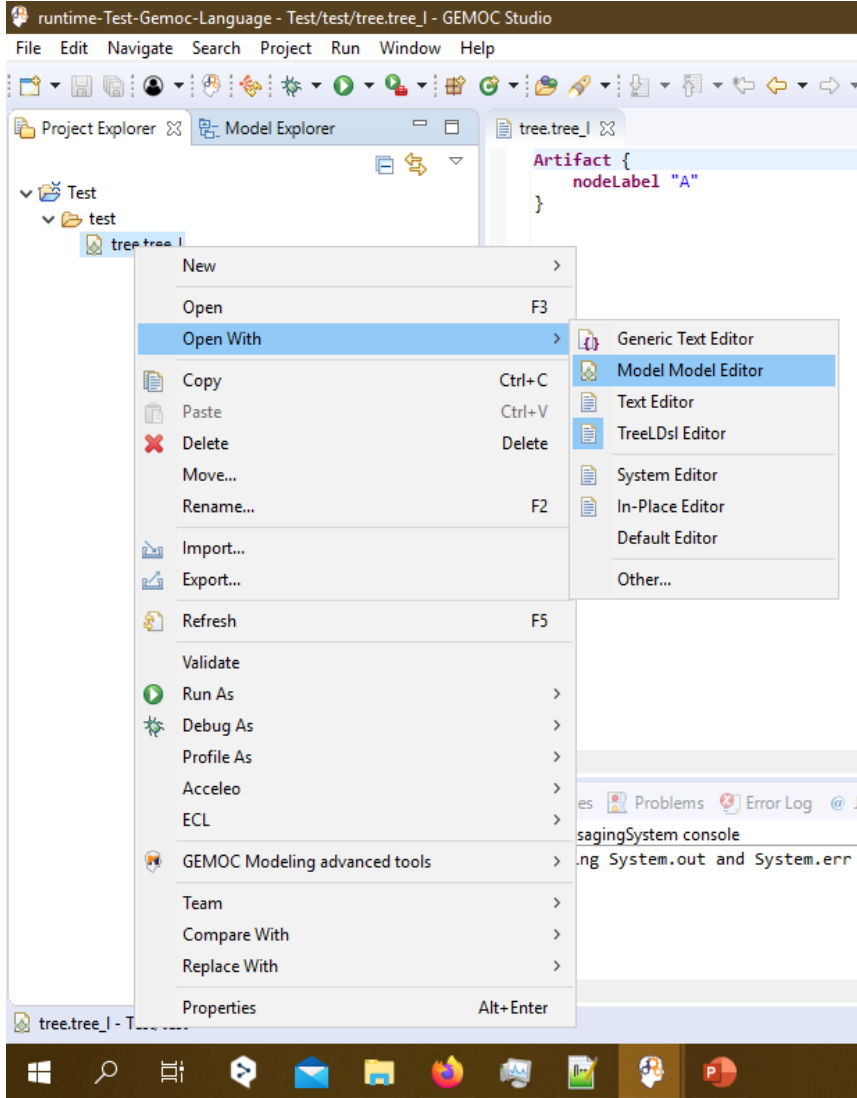 runtime-Test-Gemoc-Language - Test/test/tree.tree_l - GEMOC Studio
File Edit Navigate Search Project Run Window Help
Project Explorer Model Explorer
tree.tree_l
Artifact {
nodeLabel "A"
}
Test
test
tree.tree_l
New
Open F3
Open With
Copy Ctrl+C
Paste Ctrl+V
Delete Delete
Move...
Rename... F2
Import...
Export...
Refresh F5
Validate
Run As
Debug As
Profile As
Acceleo
ECL
GEMOC Modeling advanced tools
Team
Compare With
Replace With
Properties Alt+Enter
Generic Text Editor
Model Model Editor
Text Editor
TreeLDsl Editor
System Editor
In-Place Editor
Default Editor
Other...
es Problems Error Log @
sagingSystem console
ng System.out and System.err
tree.tree_l - T